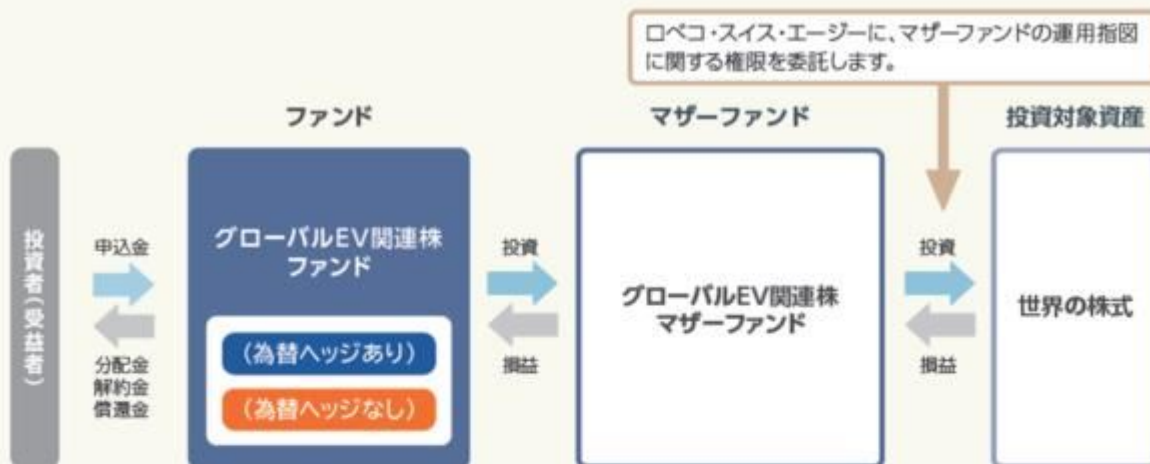 ロベコ・スイス・エージーに、マザーファンドの運用指図
に関する権限を委託します。
ファンド
マザーファンド
投資対象資産
投資者(受益者)
申込金
分配金
解約金
償還金
グローバルEV関連株
ファンド
(為替ヘッジあり)
(為替ヘッジなし)
投資
損益
グローバルEV関連株
マザーファンド
投資
損益
世界の株式